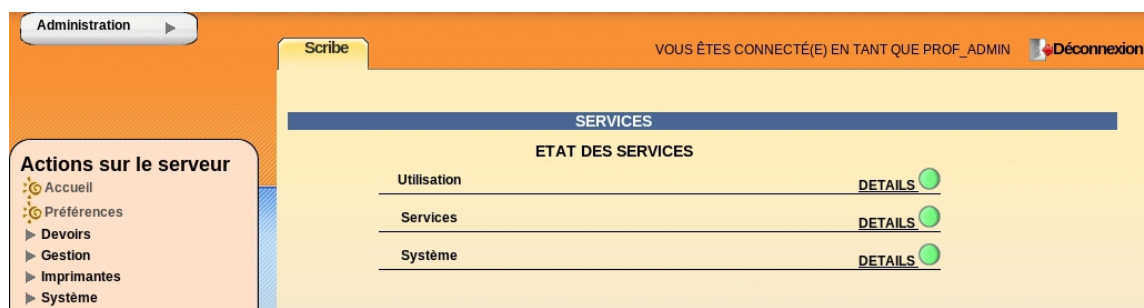 Administration
Scribe
VOUS ÊTES CONNECTÉ(E) EN TANT QUE PROF_ADMIN
Déconnexion
SERVICES
ETAT DES SERVICES
Utilisation DETAILS
Services DETAILS
Système DETAILS
Actions sur le serveur
Accueil
Préférences
Devoirs
Gestion
Imprimantes
Système